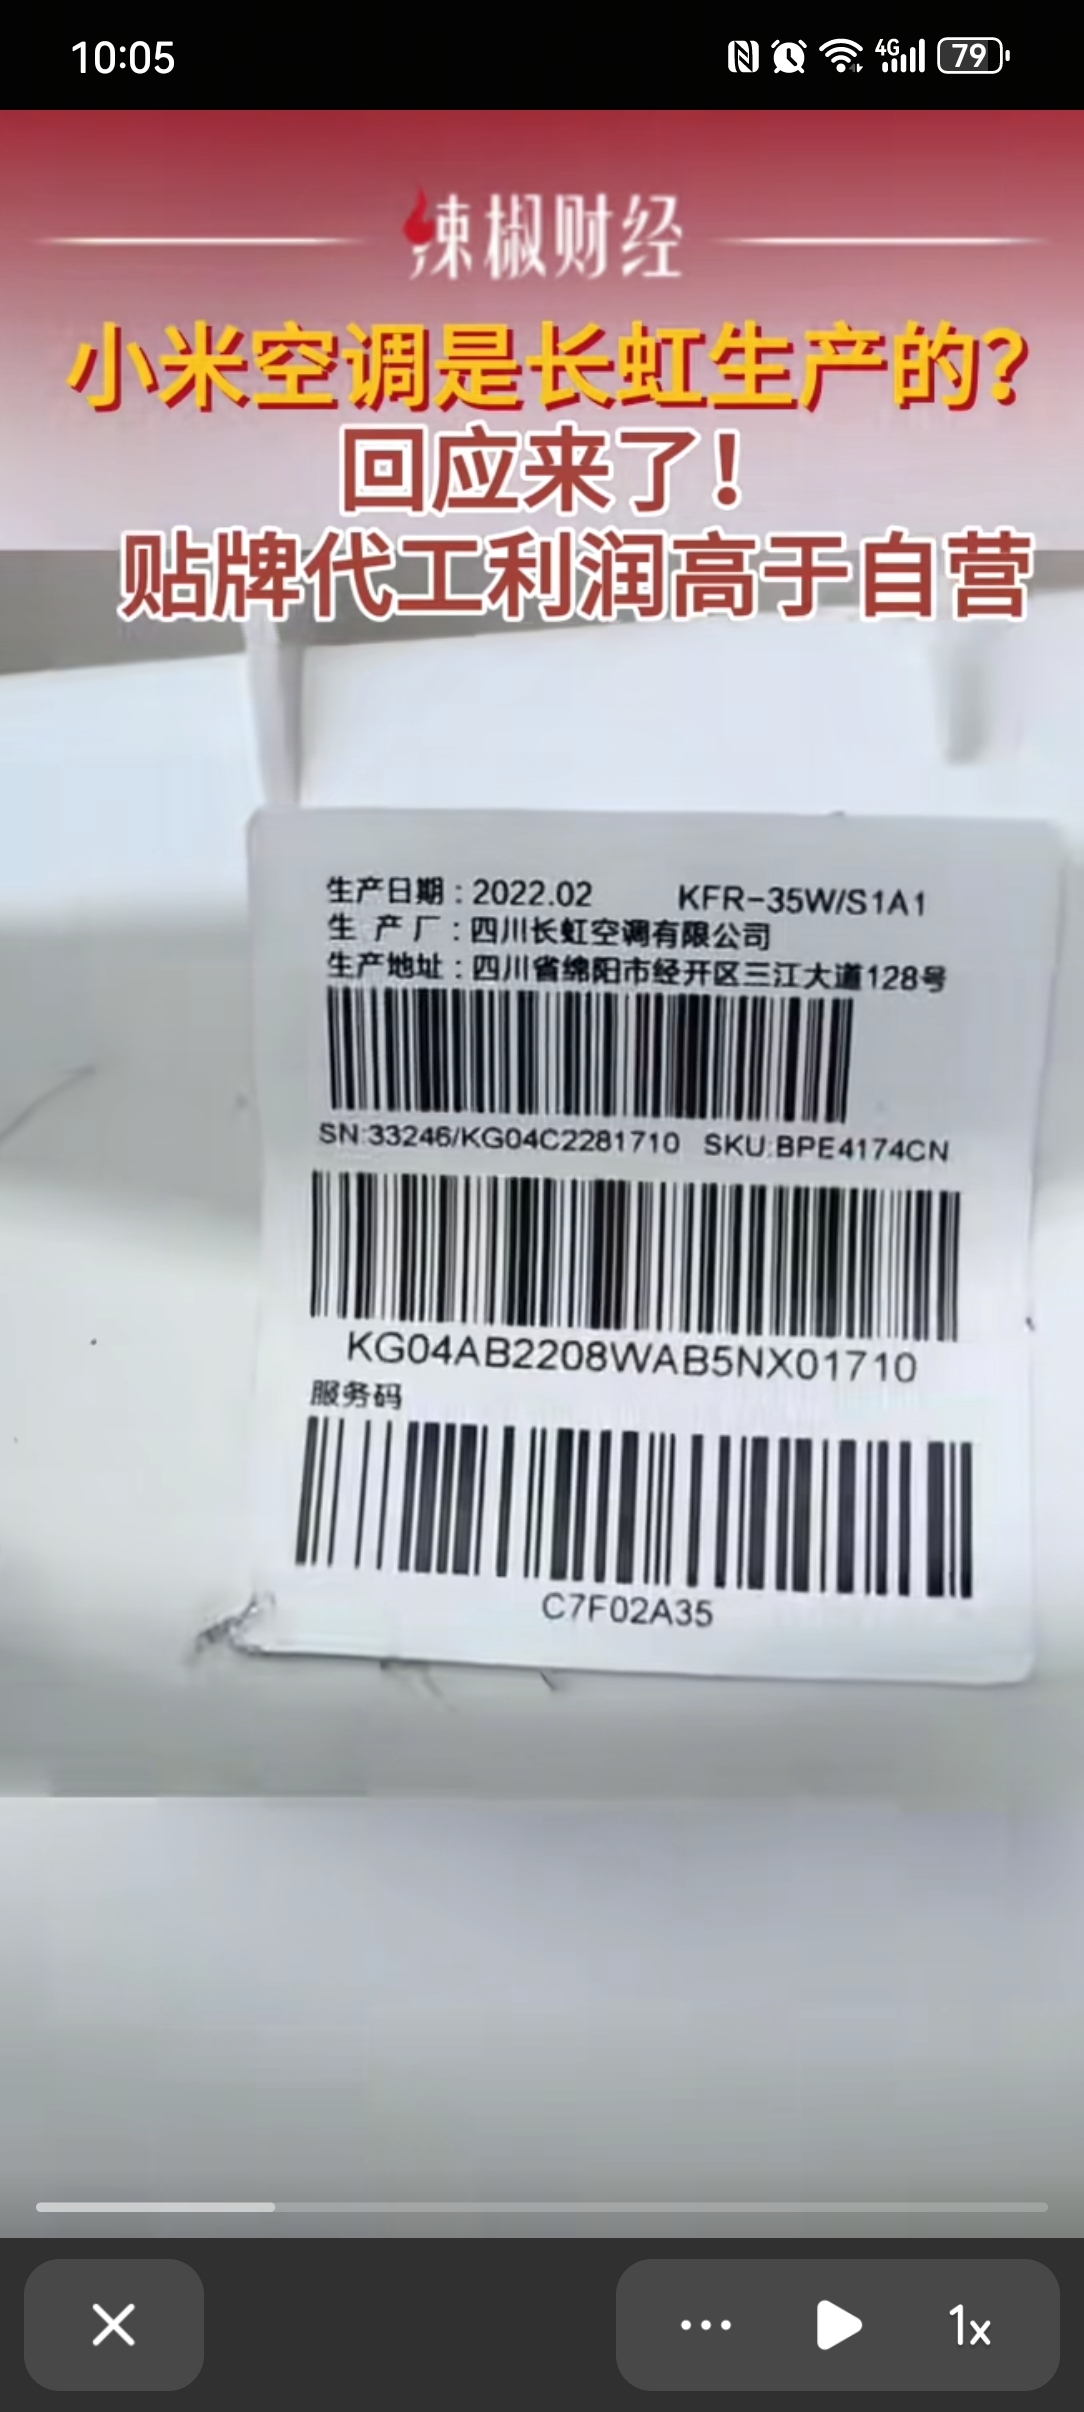 10:05
4G
79
辣椒财经
小米空调是长虹生产的?
回应来了!
贴牌代工利润高于自营
生产日期:2022.02 KFR-35W/S1A1
生 产 厂:四川长虹空调有限公司
生产地址:四川省绵阳市经开区三江大道128号
SN:33246/KG04C2281710 SKU:BPE4174CN
KG04AB2208WAB5NX01710
服务码
C7F02A35
1x